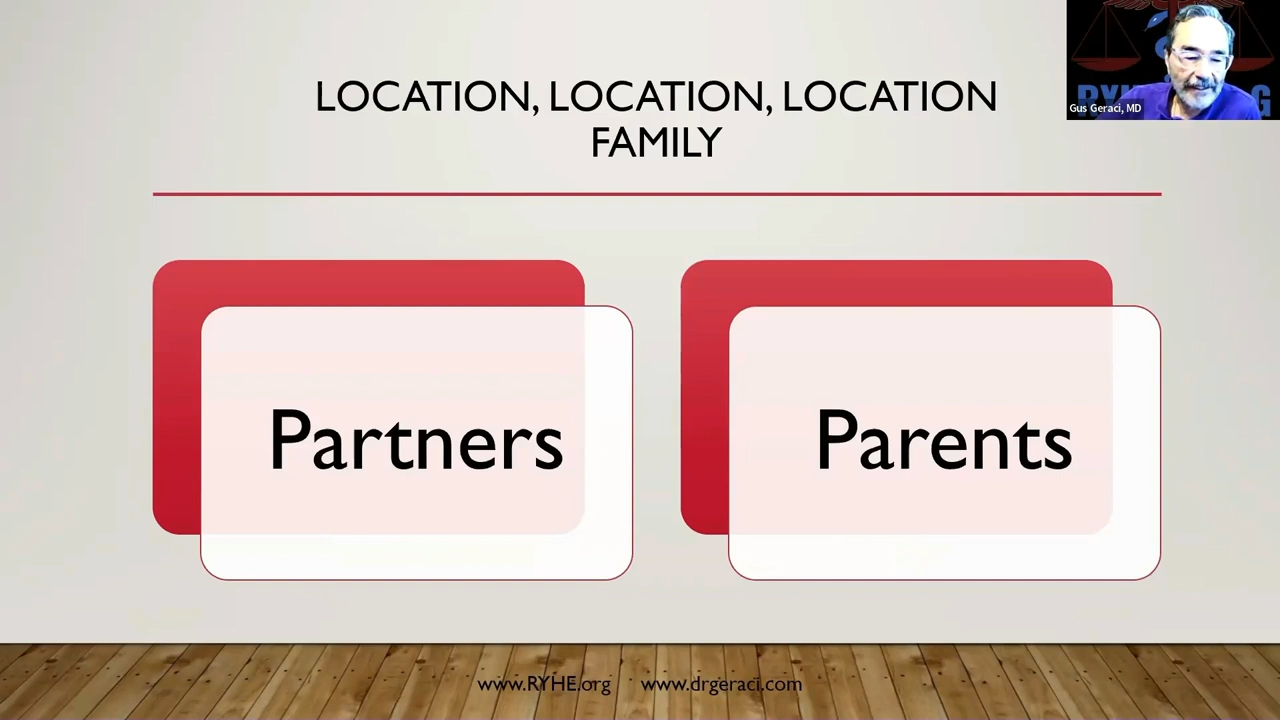 LOCATION, LOCATION, LOCATION
FAMILY
Gus Geraci, MD
Partners
Parents
www.RYHE.org www.drgeraci.com